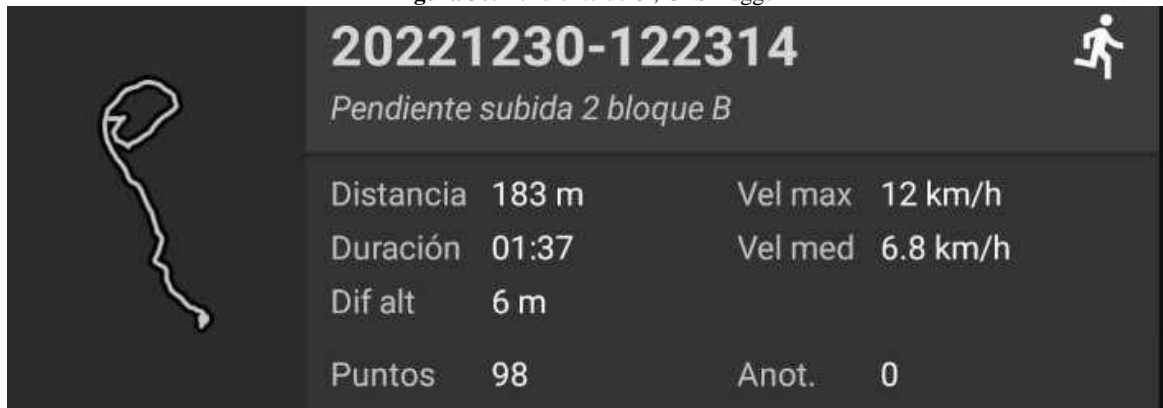 20221230-122314
Pendiente subida 2 bloque B
Distancia 183 m Vel max 12 km/h
Duración 01:37 Vel med 6.8 km/h
Dif alt 6 m
Puntos 98 Anot. 0